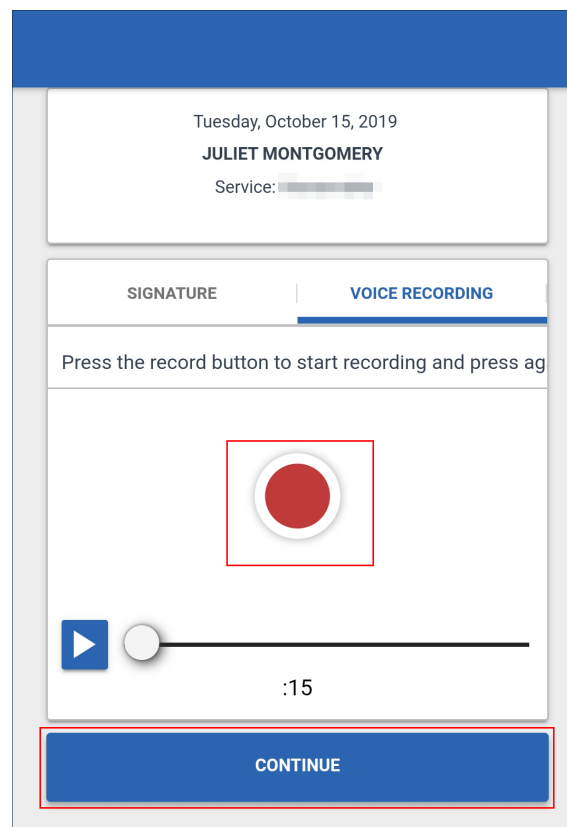 Tuesday, October 15, 2019
JULIET MONTGOMERY
Service:
SIGNATURE
VOICE RECORDING
Press the record button to start recording and press ag
:15
CONTINUE